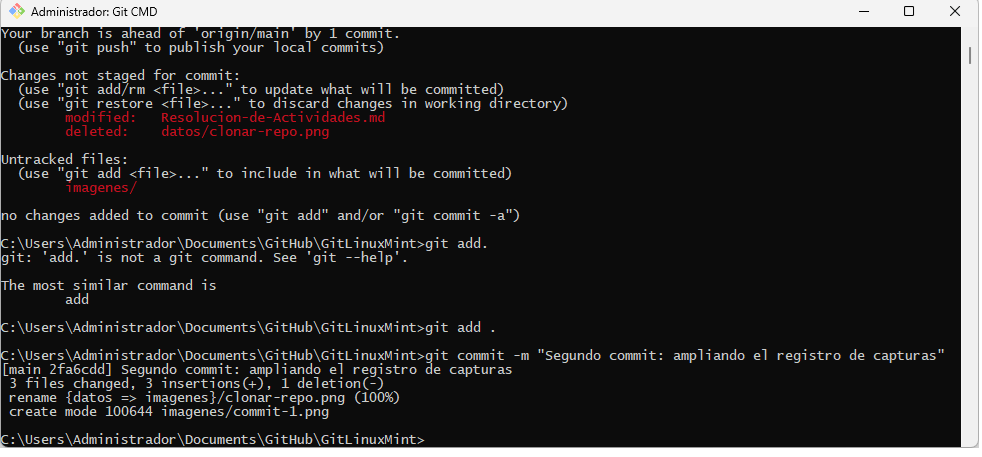 Administrador: Git CMD
Your branch is ahead of 'origin/main' by 1 commit.
  (use "git push" to publish your local commits)
Changes not staged for commit:
  (use "git add/rm <file>..." to update what will be committed)
  (use "git restore <file>..." to discard changes in working directory)
        modified:   Resolucion-de-Actividades.md
        deleted:    datos/clonar-repo.png
Untracked files:
  (use "git add <file>..." to include in what will be committed)
        imagenes/
no changes added to commit (use "git add" and/or "git commit -a")
C:\Users\Administrador\Documents\GitHub\GitLinuxMint>git add.
git: 'add.' is not a git command. See 'git --help'.
The most similar command is
        add
C:\Users\Administrador\Documents\GitHub\GitLinuxMint>git add .
C:\Users\Administrador\Documents\GitHub\GitLinuxMint>git commit -m "Segundo commit: ampliando el registro de capturas"
[main 2fa6cdd] Segundo commit: ampliando el registro de capturas
 3 files changed, 3 insertions(+), 1 deletion(-)
 rename {datos => imagenes}/clonar-repo.png (100%)
 create mode 100644 imagenes/commit-1.png
C:\Users\Administrador\Documents\GitHub\GitLinuxMint>